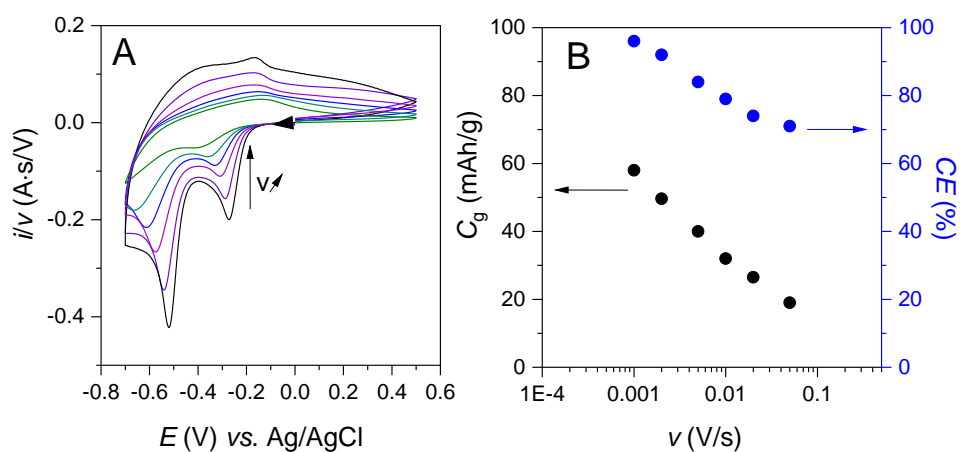 A
0.2
0.0
-0.2
-0.4
i/v (A·s/V)
v
-0.8 -0.6 -0.4 -0.2 0.0 0.2 0.4 0.6
E (V) vs. Ag/AgCl
B
100
80
60
40
20
0
Cg (mAh/g)
100
80
60
40
20
0
CE (%)
1E-4 0.001 0.01 0.1
v (V/s)